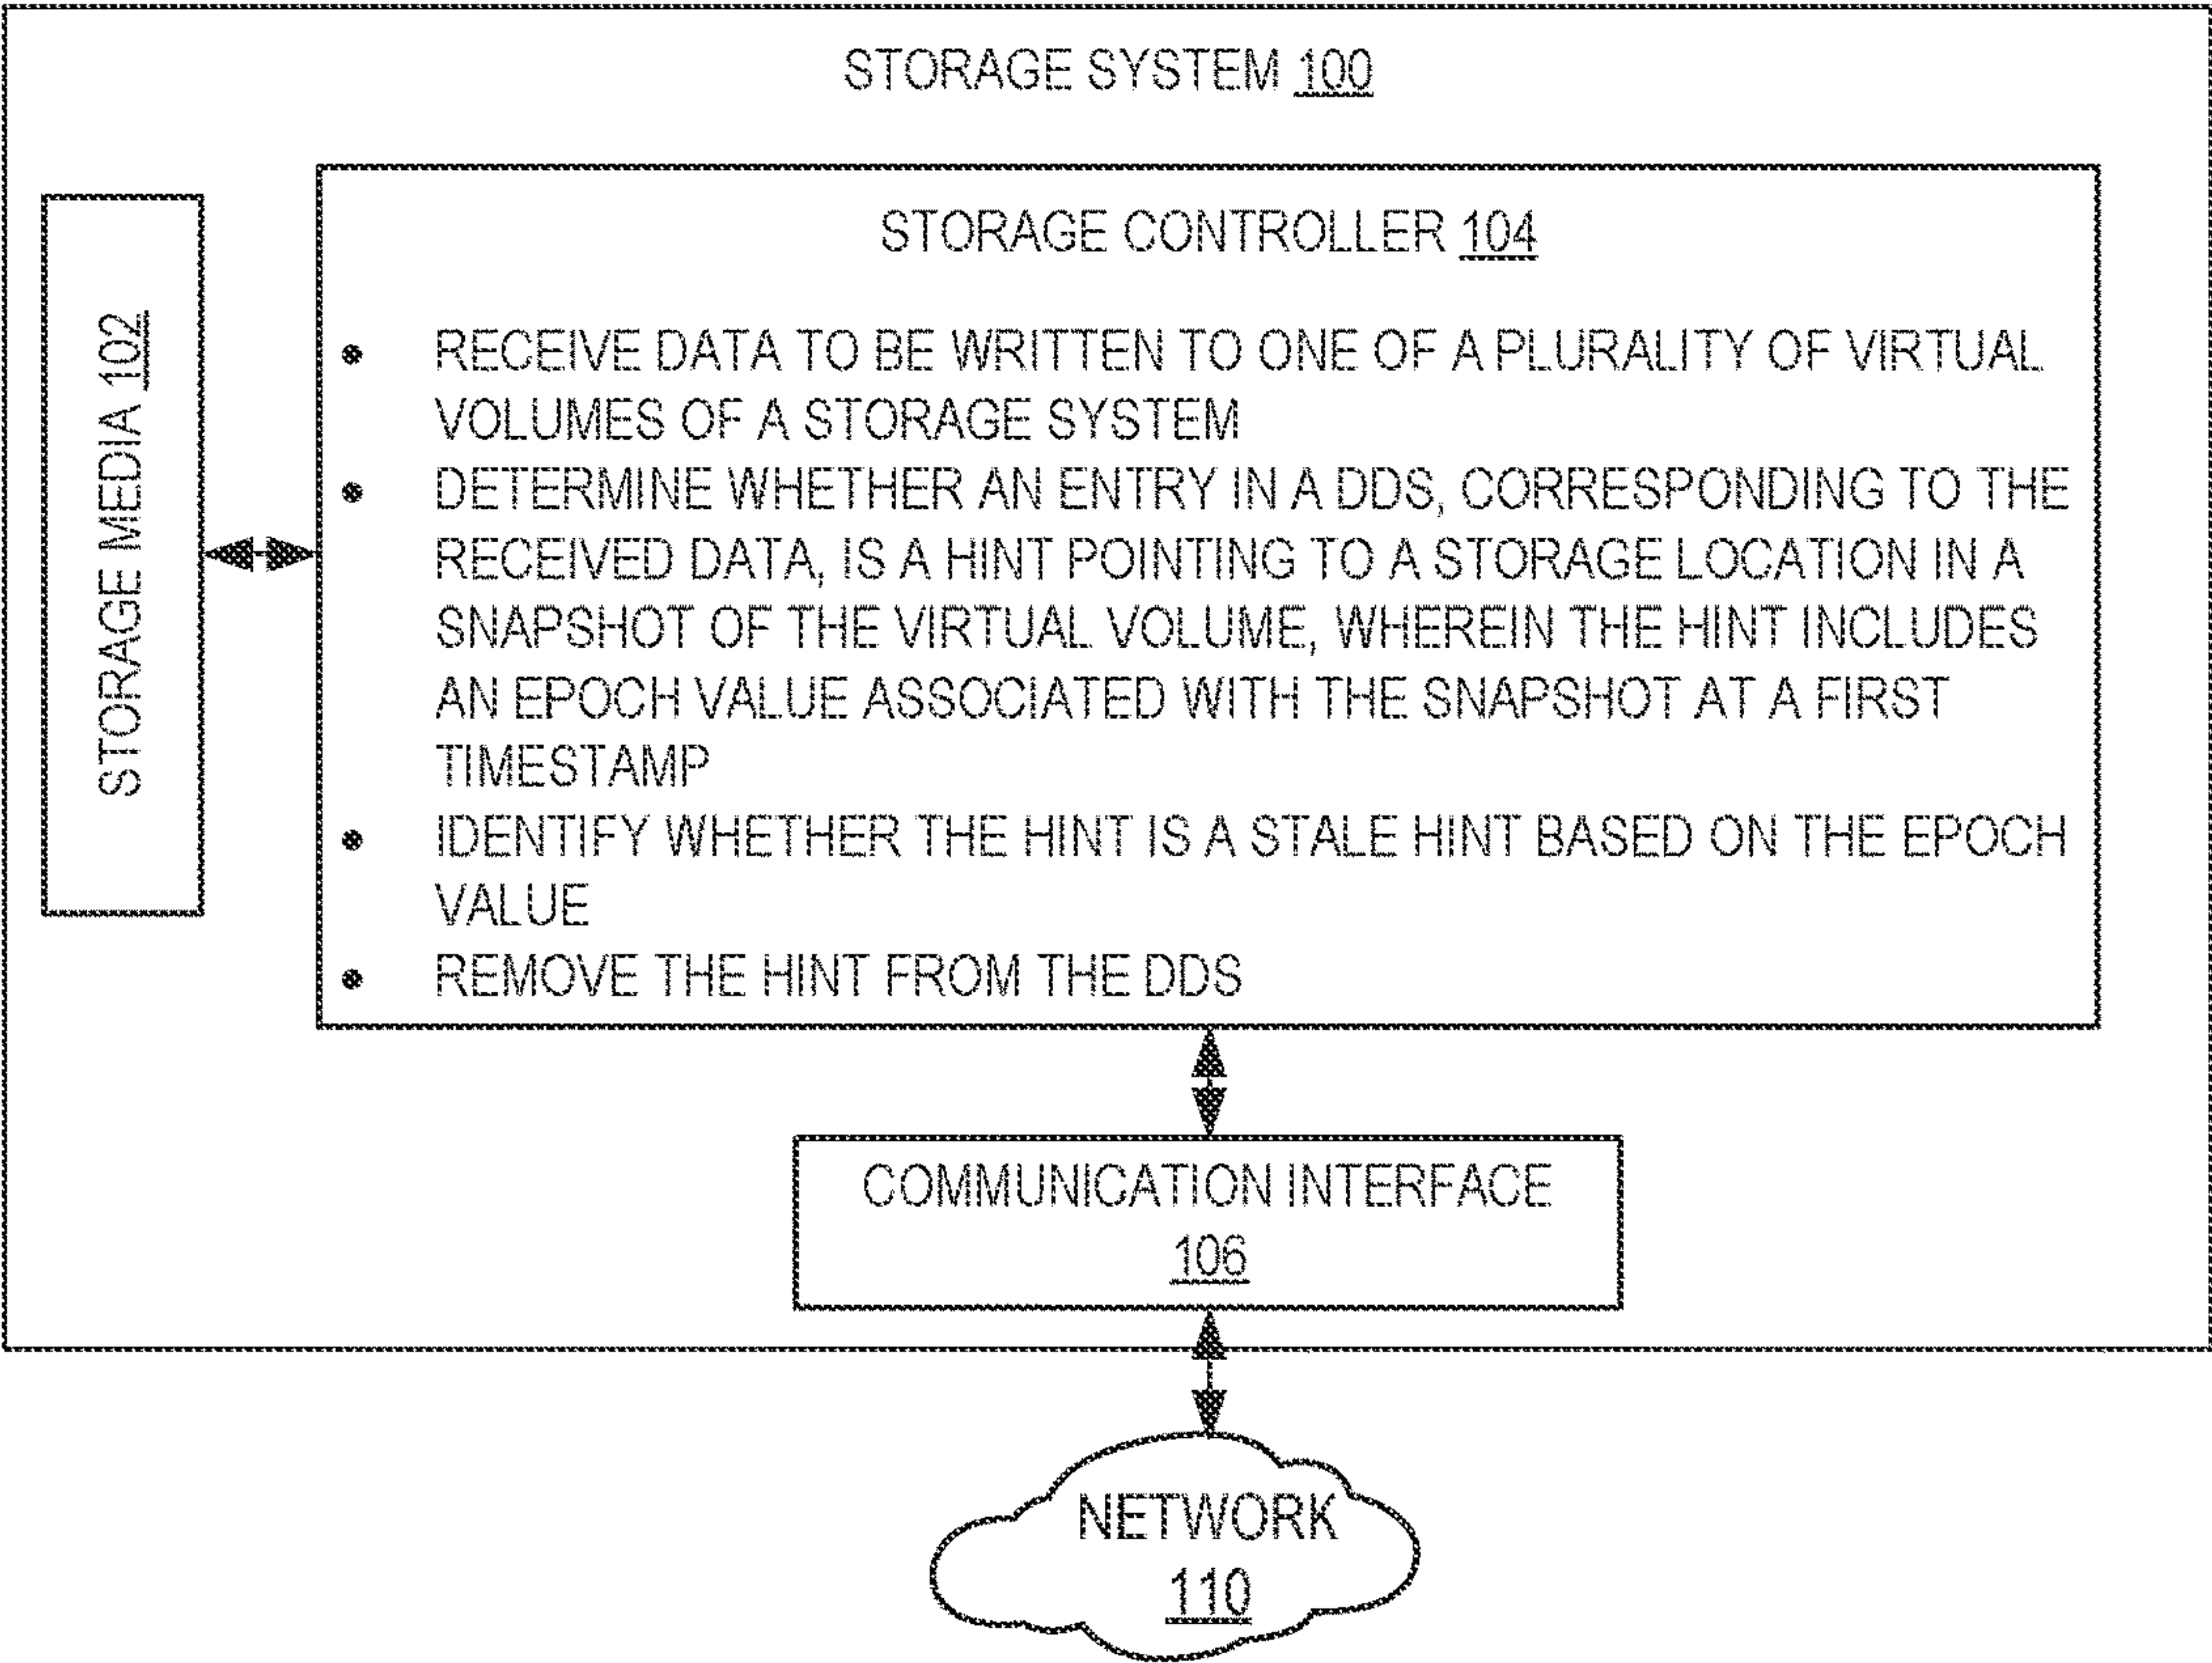 STORAGE SYSTEM 100
STORAGE MEDIA 102
STORAGE CONTROLLER 104
• RECEIVE DATA TO BE WRITTEN TO ONE OF A PLURALITY OF VIRTUAL
VOLUMES OF A STORAGE SYSTEM
• DETERMINE WHETHER AN ENTRY IN A DDS, CORRESPONDING TO THE
RECEIVED DATA, IS A HINT POINTING TO A STORAGE LOCATION IN A
SNAPSHOT OF THE VIRTUAL VOLUME, WHEREIN THE HINT INCLUDES
AN EPOCH VALUE ASSOCIATED WITH THE SNAPSHOT AT A FIRST
TIMESTAMP
• IDENTIFY WHETHER THE HINT IS A STALE HINT BASED ON THE EPOCH
VALUE
• REMOVE THE HINT FROM THE DDS
COMMUNICATION INTERFACE
106
NETWORK
110